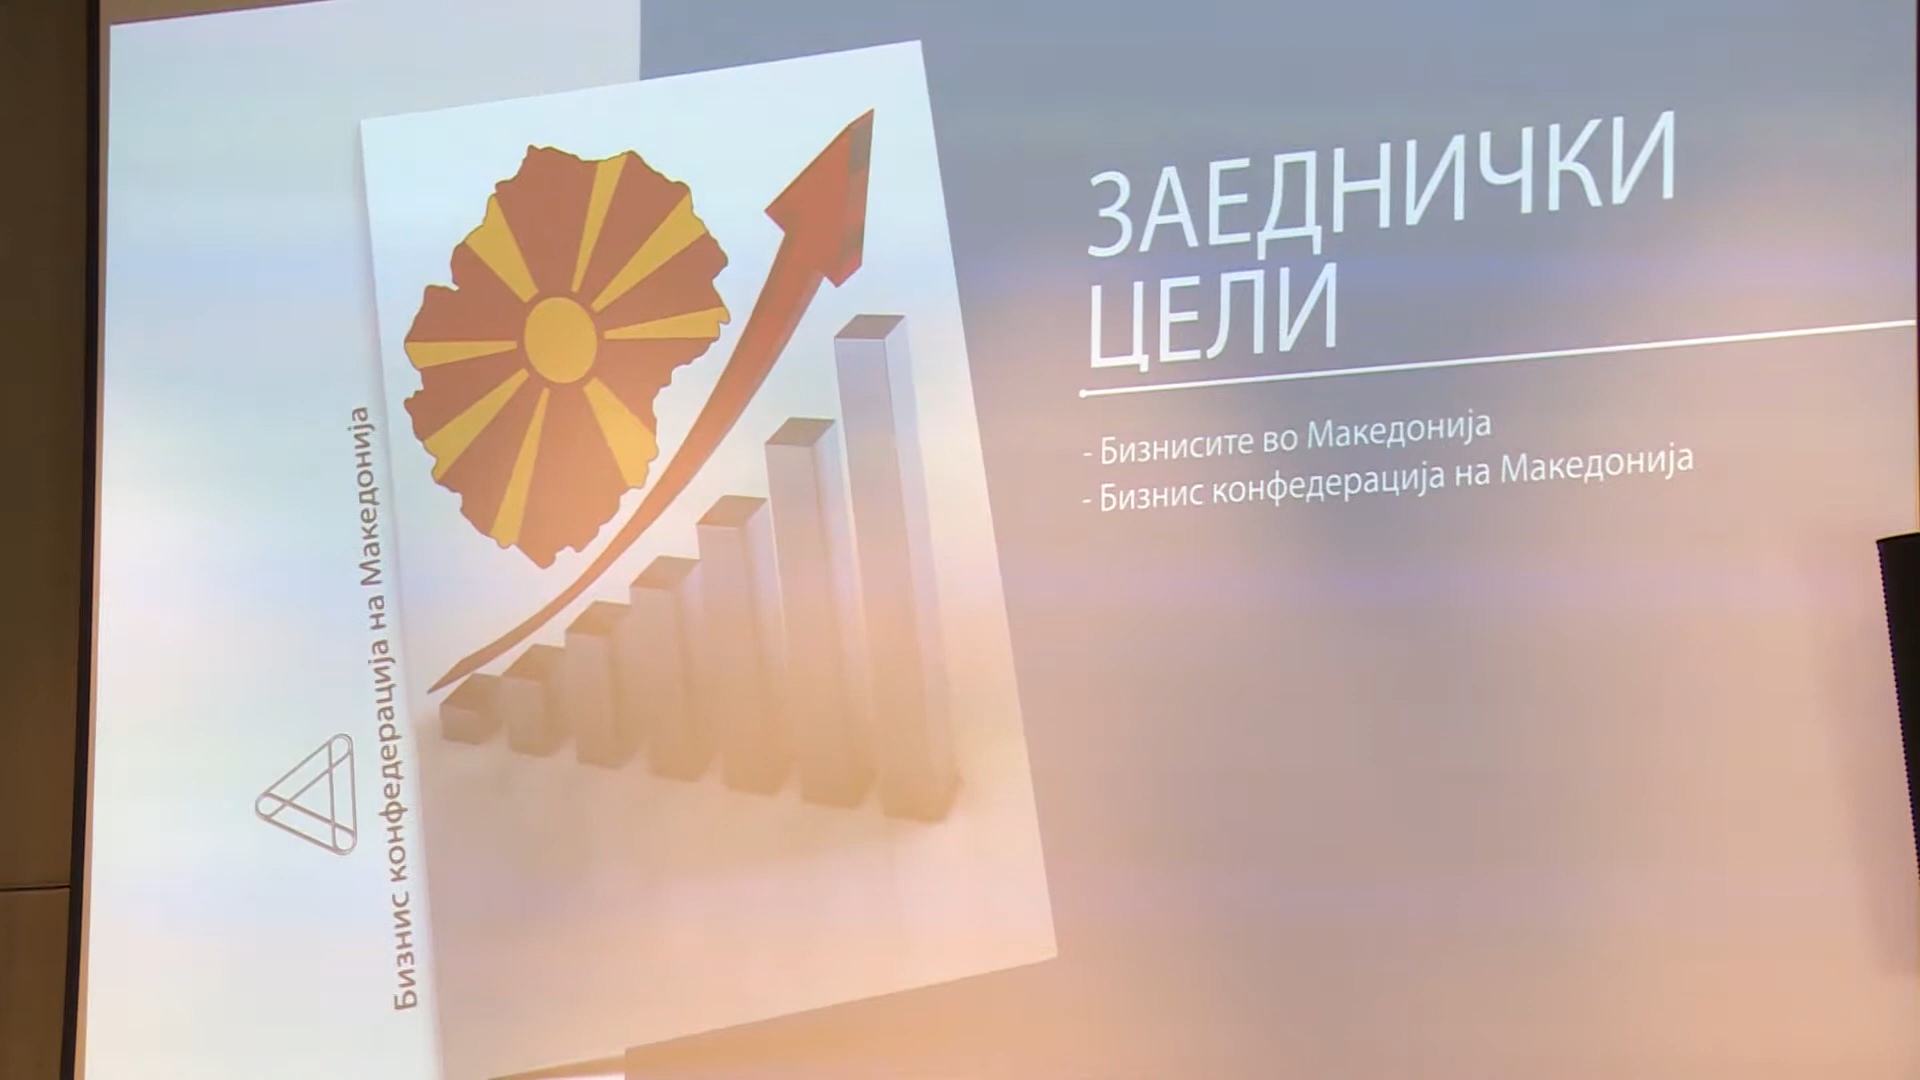 Бизнис конфедерација на Македонија
ЗАЕДНИЧКИ
ЦЕЛИ
- Бизнисите во Македонија
- Бизнис конфедерација на Македонија